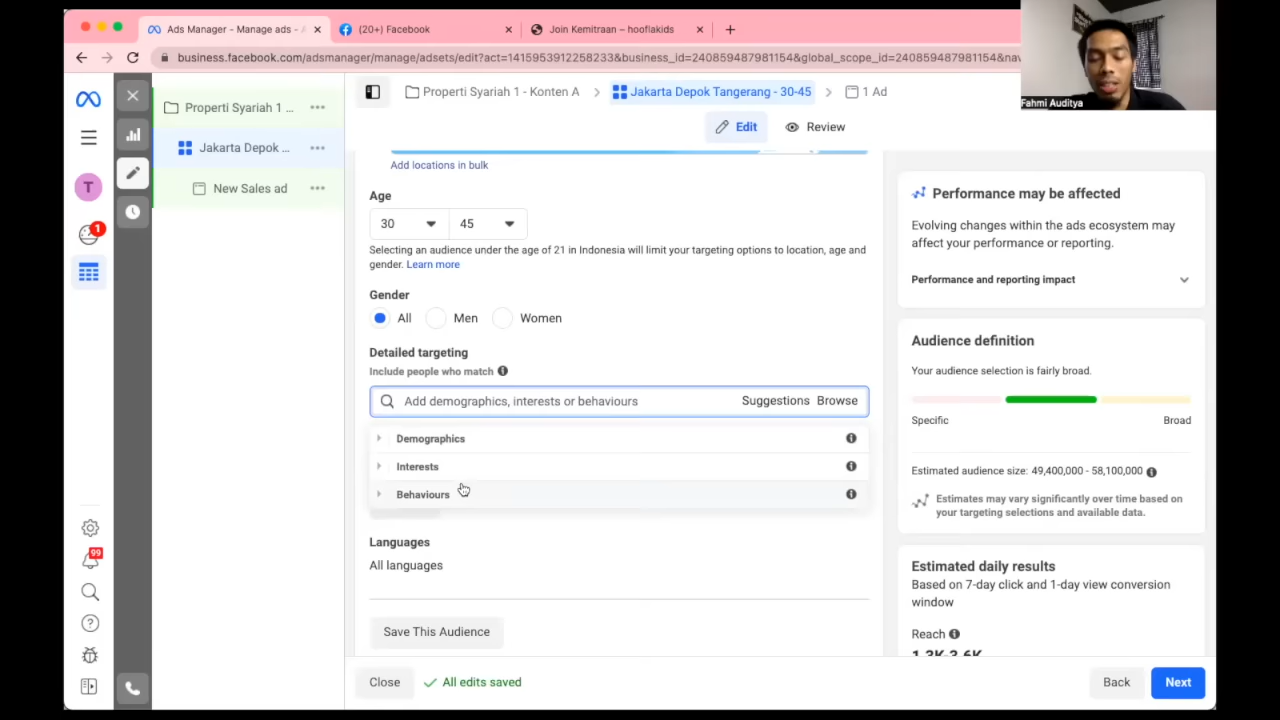 Ads Manager - Manage ads - A
(20+) Facebook
Join Kemitraan – hooflakids
business.facebook.com/adsmanager/manage/adsets/edit?act=1415953912258233&business_id=240859487981154&global_scope_id=240859487981154&nav
Fahmi Auditya
Properti Syariah 1 ...
Properti Syariah 1 - Konten A
Jakarta Depok Tangerang - 30-45
1 Ad
Edit
Review
Jakarta Depok ...
New Sales ad
T
1
99
Add locations in bulk
Age
30
45
Selecting an audience under the age of 21 in Indonesia will limit your targeting options to location, age and
gender. Learn more
Gender
All
Men
Women
Detailed targeting
Include people who match
Add demographics, interests or behaviours
Suggestions
Browse
Demographics
Interests
Behaviours
Languages
All languages
Save This Audience
Close
All edits saved
Back
Next
Performance may be affected
Evolving changes within the ads ecosystem may
affect your performance or reporting.
Performance and reporting impact
Audience definition
Your audience selection is fairly broad.
Specific
Broad
Estimated audience size: 49,400,000 - 58,100,000
Estimates may vary significantly over time based on
your targeting selections and available data.
Estimated daily results
Based on 7-day click and 1-day view conversion
window
Reach
1.3K-3.6K